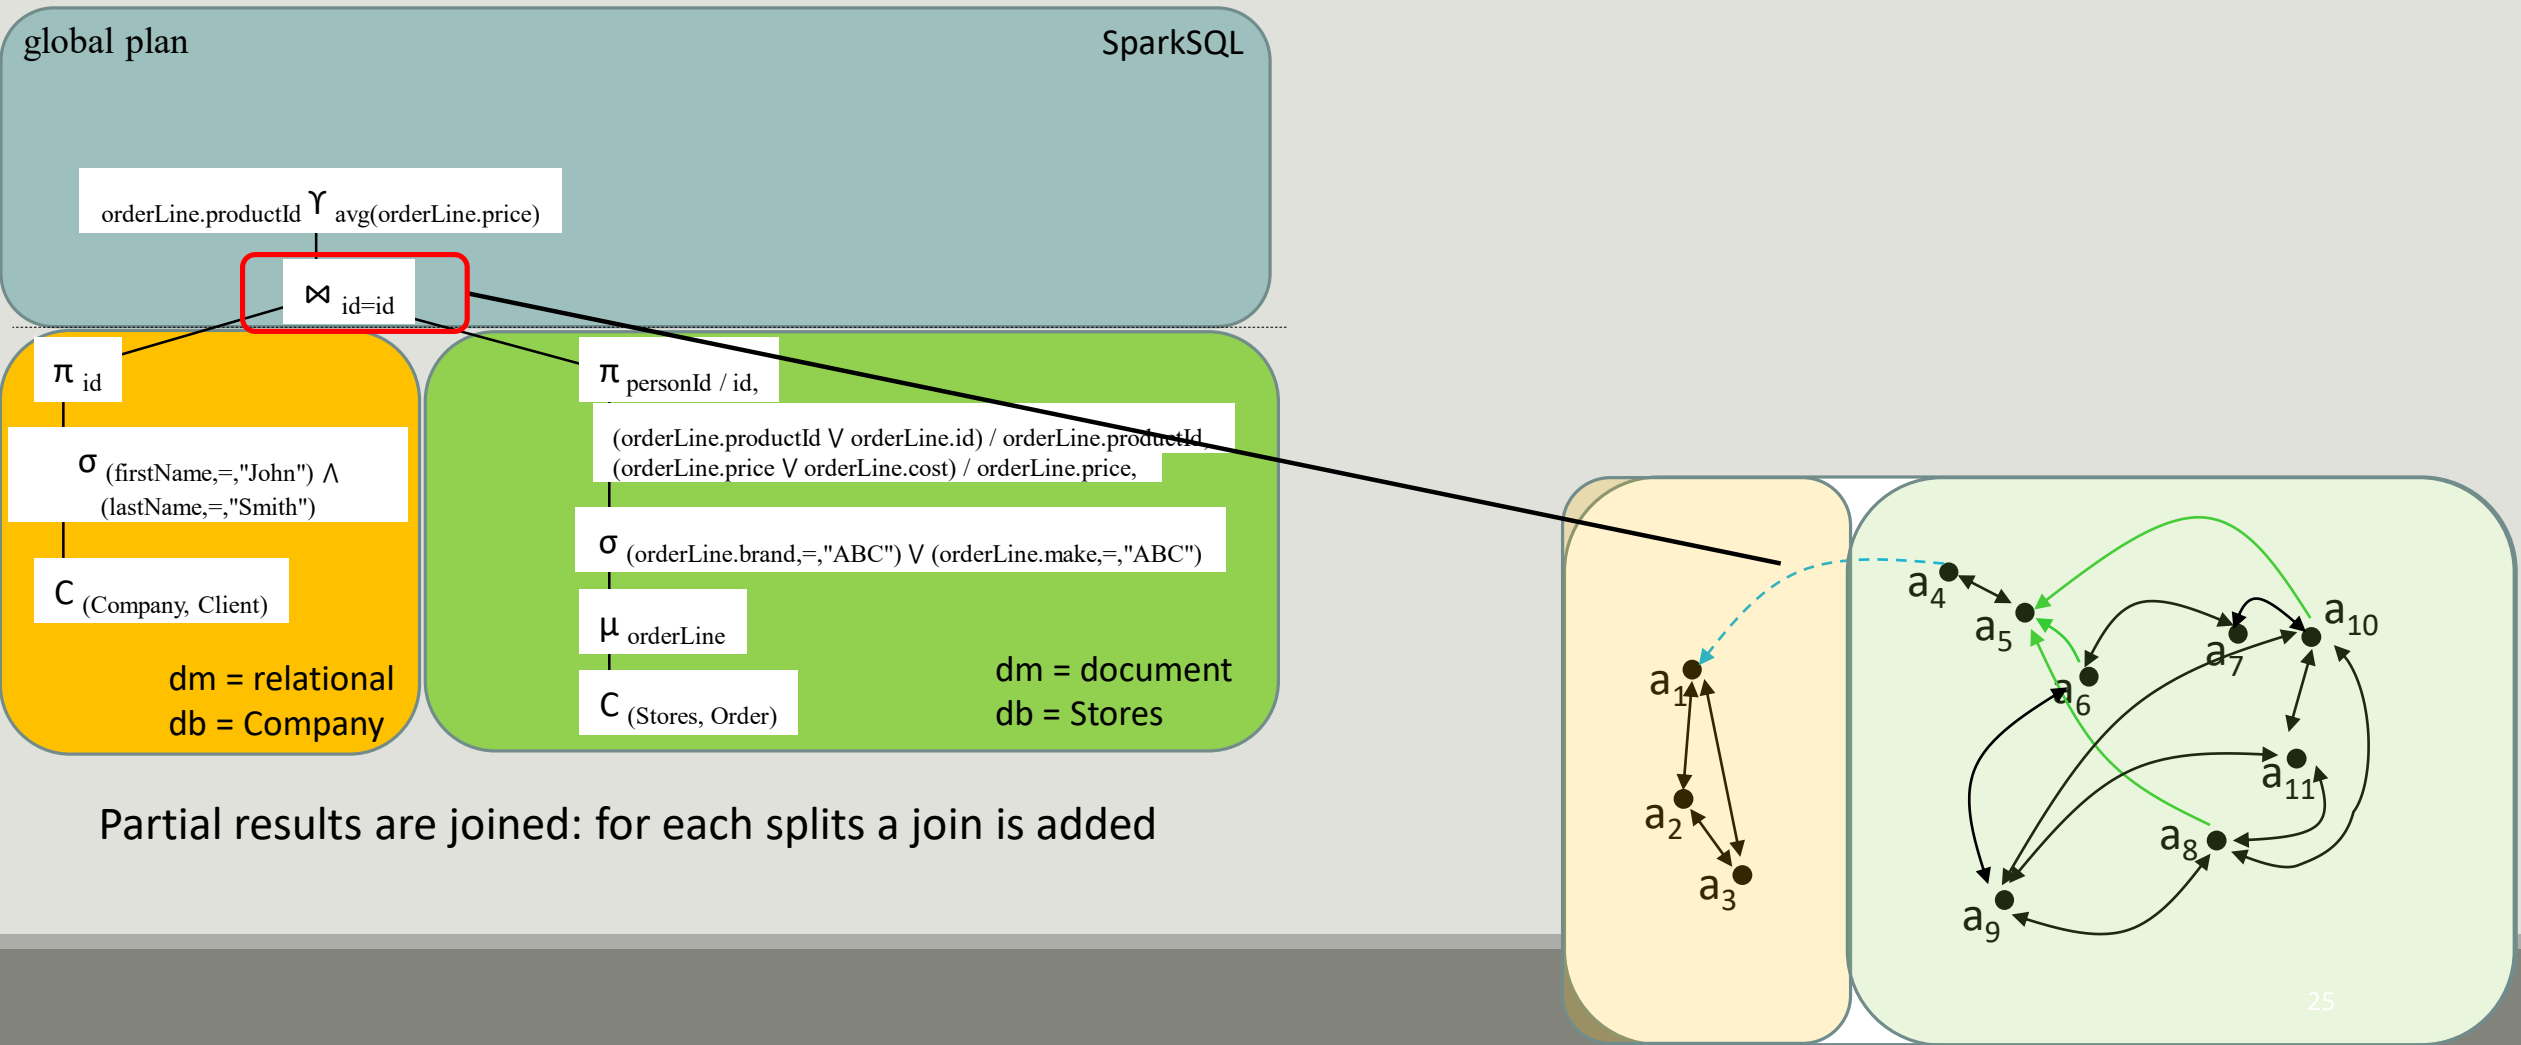 global plan
SparkSQL
orderLine.productId ϒ avg(orderLine.price)
⋈ id=id
π id
σ (firstName,=,"John") ⋀
(lastName,=,"Smith")
C (Company, Client)
dm = relational
db = Company
π personId / id,
(orderLine.productId ⋁ orderLine.id) / orderLine.productId,
(orderLine.price ⋁ orderLine.cost) / orderLine.price,
σ (orderLine.brand,=,"ABC") ⋁ (orderLine.make,=,"ABC")
μ orderLine
C (Stores, Order)
dm = document
db = Stores
Partial results are joined: for each splits a join is added
a1
a2
a3
a4
a5
a6
a7
a10
a11
a8
a9
25